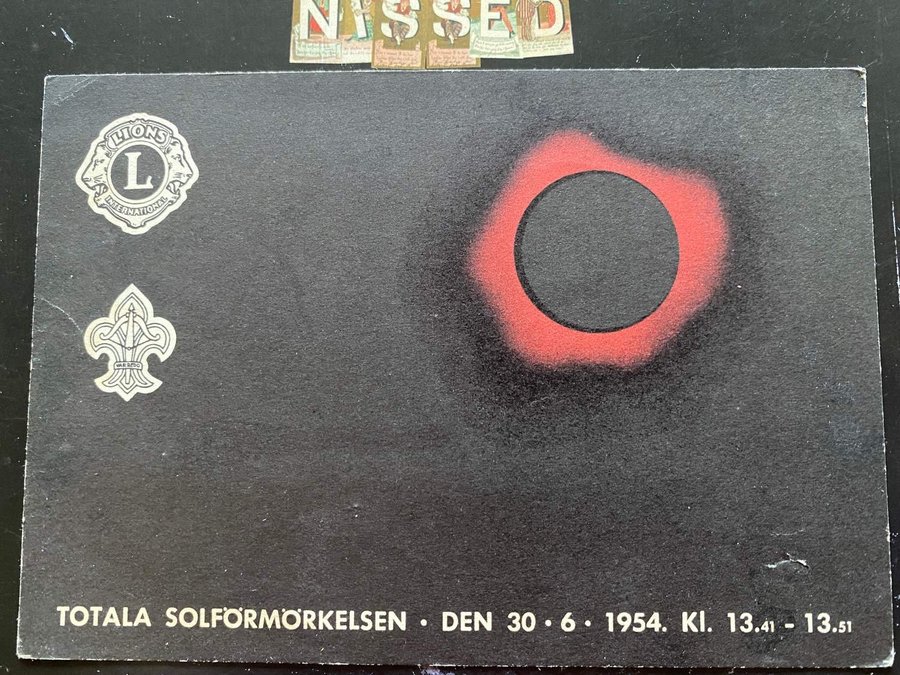 NISSED
LIONS
L
INTERNATIONAL
VAR REDO
TOTALA SOLFÖRMÖRKELSEN · DEN 30 · 6 · 1954. Kl. 13.41 - 13.51